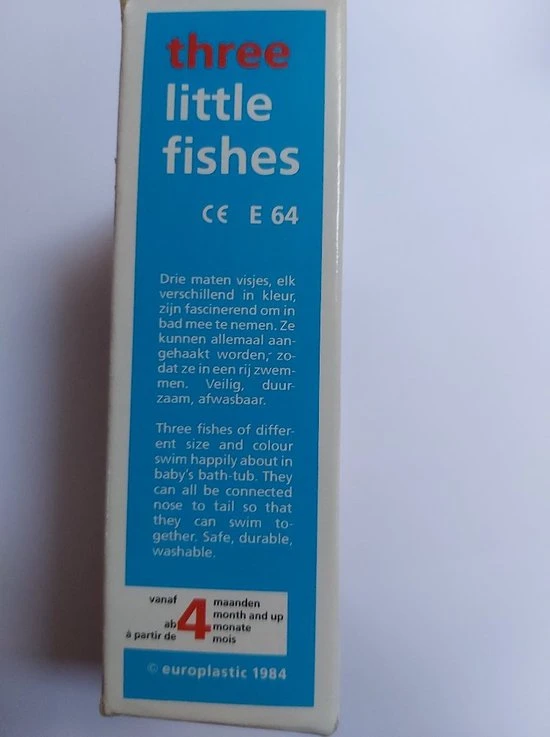 three
little
fishes
CE E 64
Drie maten visjes, elk
verschillend in kleur,
zijn fascinerend om in
bad mee te nemen. Ze
kunnen allemaal aan-
gehaakt worden, zo-
dat ze in een rij zwem-
men. Veilig, duur-
zaam, afwasbaar.
Three fishes of differ-
ent size and colour
swim happily about in
baby's bath-tub. They
can all be connected
nose to tail so that
they can swim to-
gether. Safe, durable,
washable.
vanaf 4 maanden
month and up
ab monate
à partir de mois
© europlastic 1984